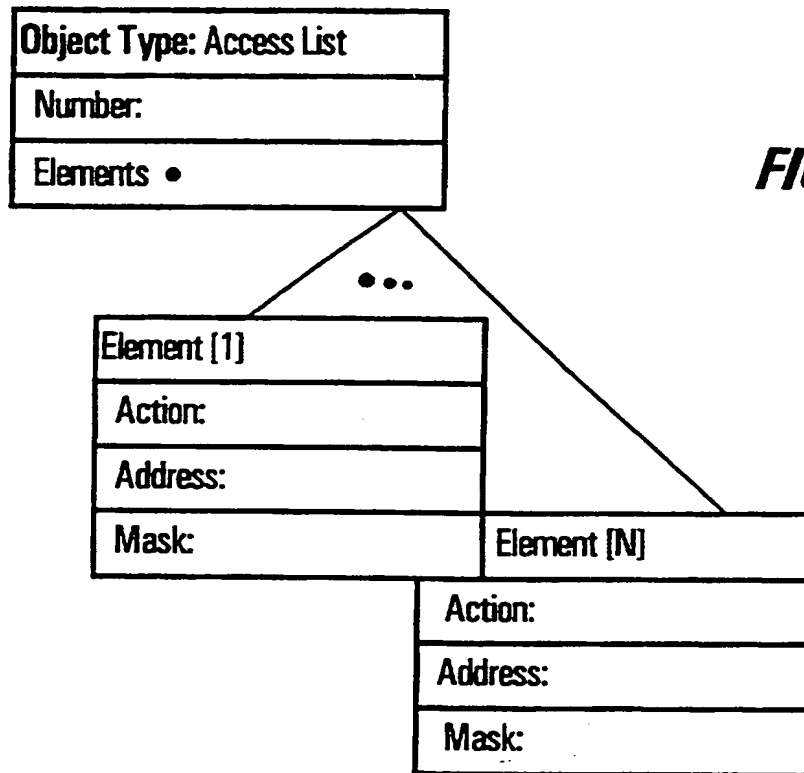 Object Type: Access List
Number:
Elements •
Element [1]
Action:
Address:
Mask:
Element [N]
Action:
Address:
Mask: